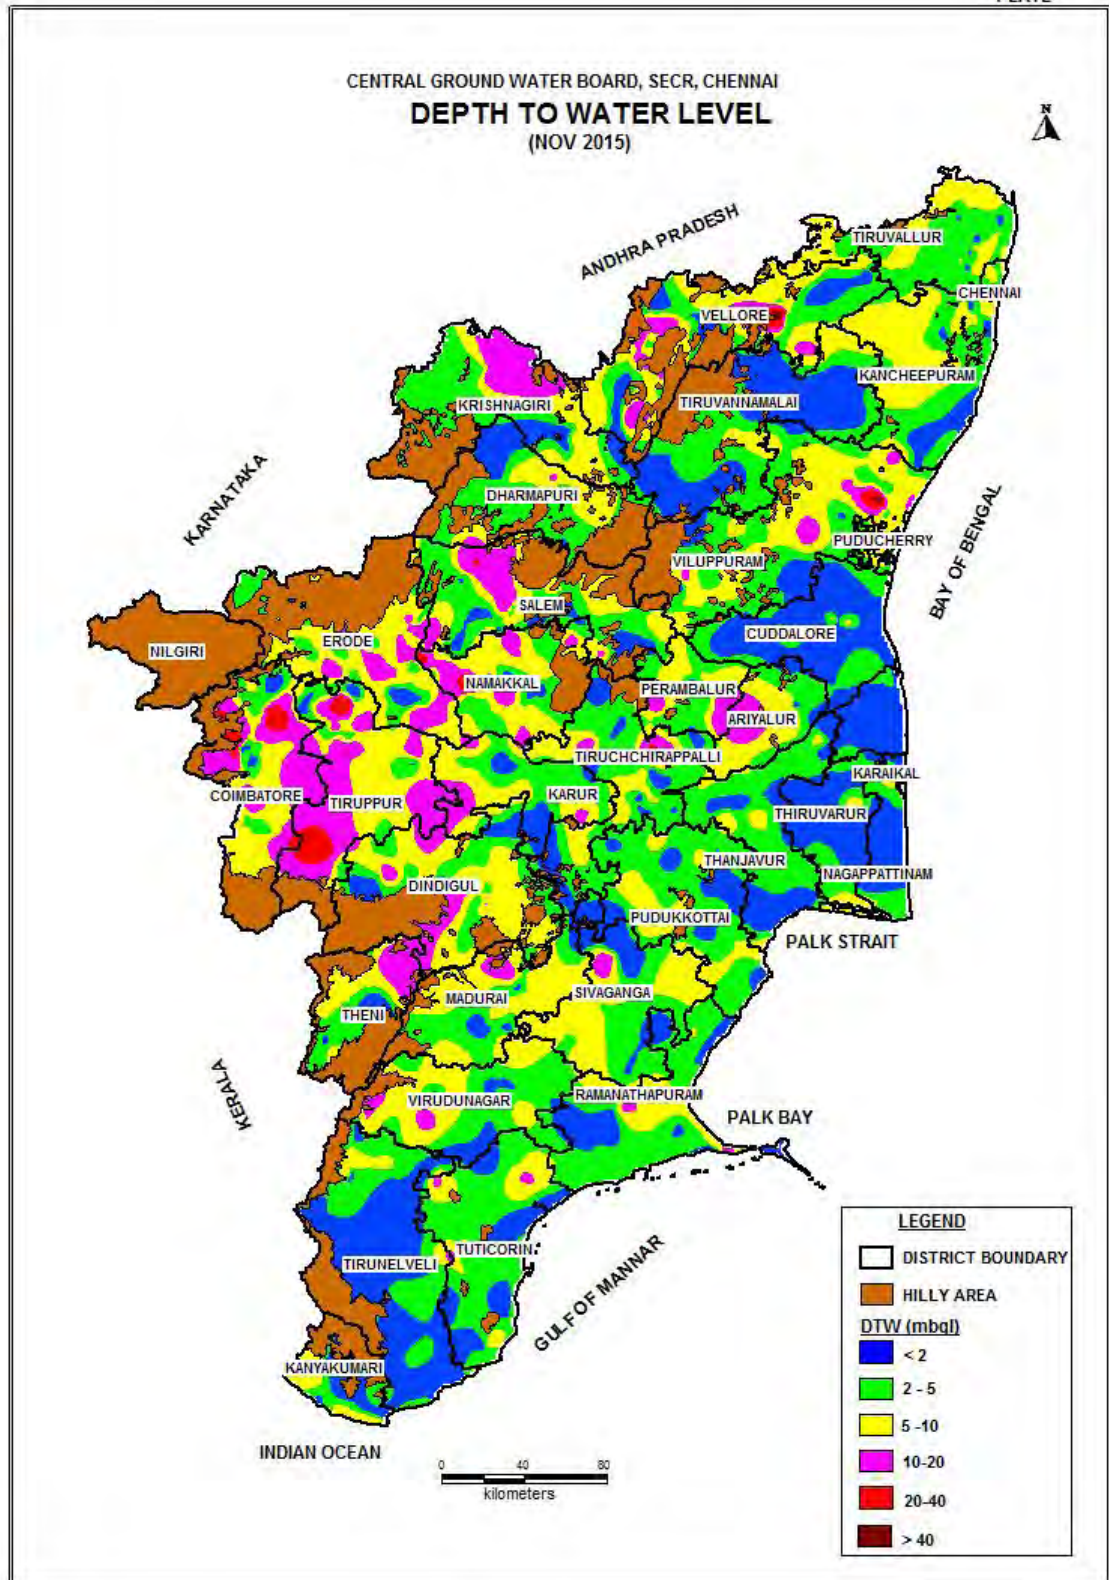 CENTRAL GROUND WATER BOARD, SECR, CHENNAI
DEPTH TO WATER LEVEL
(NOV 2015)
N
ANDHRA PRADESH
TIRUVALLUR
CHENNAI
VELLORE
KANCHEEPURAM
TIRUVANNAMALAI
KRISHNAGIRI
KARNATAKA
DHARMAPURI
PUDUCHERRY
VILUPPURAM
BAY OF BENGAL
SALEM
CUDDALORE
ERODE
NILGIRI
NAMAKKAL
PERAMBALUR
ARIYALUR
TIRUCHCHIRAPPALLI
KARAIKAL
COIMBATORE
TIRUPPUR
KARUR
THIRUVARUR
THANJAVUR
NAGAPPATTINAM
DINDIGUL
PUDUKKOTTAI
PALK STRAIT
SIVAGANGA
MADURAI
THENI
KERALA
VIRUDUNAGAR
RAMANATHAPURAM
PALK BAY
TUTICORIN
TIRUNELVELI
GULF OF MANNAR
KANYAKUMARI
INDIAN OCEAN
0 40 80
kilometers
LEGEND
DISTRICT BOUNDARY
HILLY AREA
DTW (mbgl)
< 2
2 - 5
5 -10
10-20
20-40
> 40